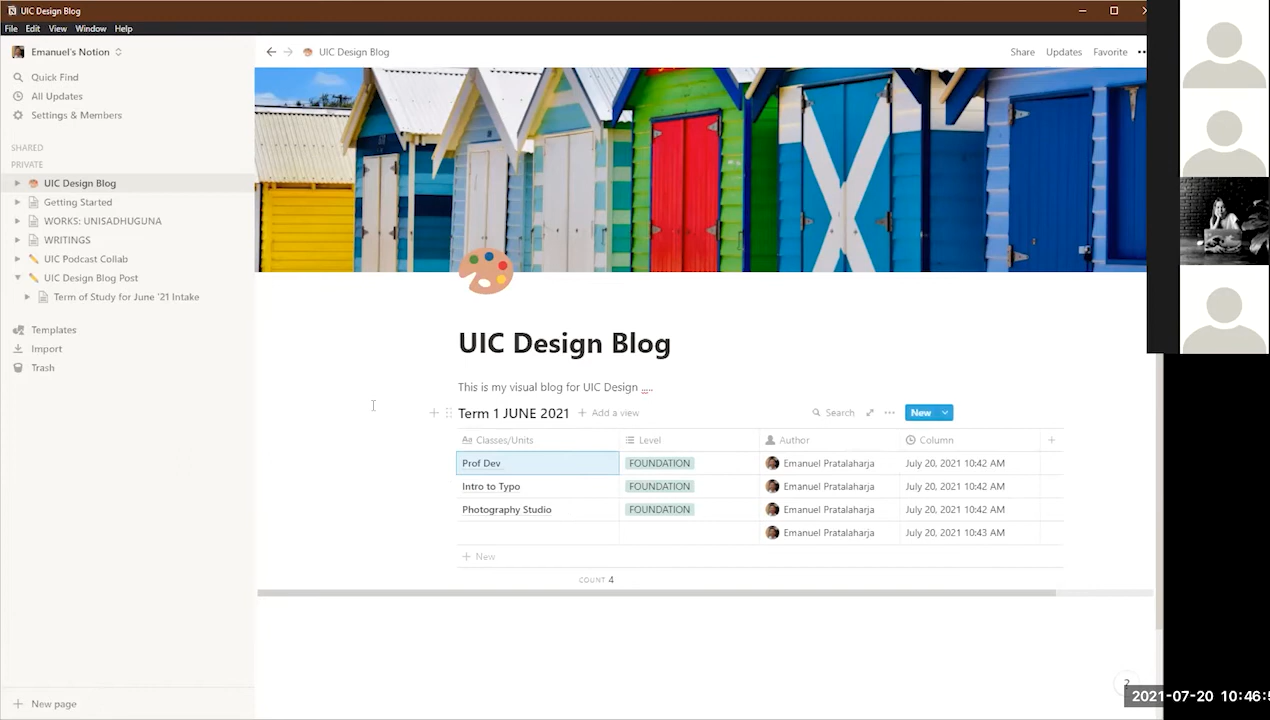 UIC Design Blog
File Edit View Window Help
Emanuel's Notion
UIC Design Blog
Share Updates Favorite
Quick Find
All Updates
Settings & Members
SHARED
PRIVATE
UIC Design Blog
Getting Started
WORKS: UNISADHUGUNA
WRITINGS
UIC Podcast Collab
UIC Design Blog Post
Term of Study for June '21 Intake
Templates
Import
Trash
New page
UIC Design Blog
This is my visual blog for UIC Design .....
Term 1 JUNE 2021 + Add a view Search New
Aa Classes/Units Level Author Column
Prof Dev FOUNDATION Emanuel Pratalaharja July 20, 2021 10:42 AM
Intro to Typo FOUNDATION Emanuel Pratalaharja July 20, 2021 10:42 AM
Photography Studio FOUNDATION Emanuel Pratalaharja July 20, 2021 10:42 AM
Emanuel Pratalaharja July 20, 2021 10:43 AM
+ New
COUNT 4
?
2021-07-20 10:46: